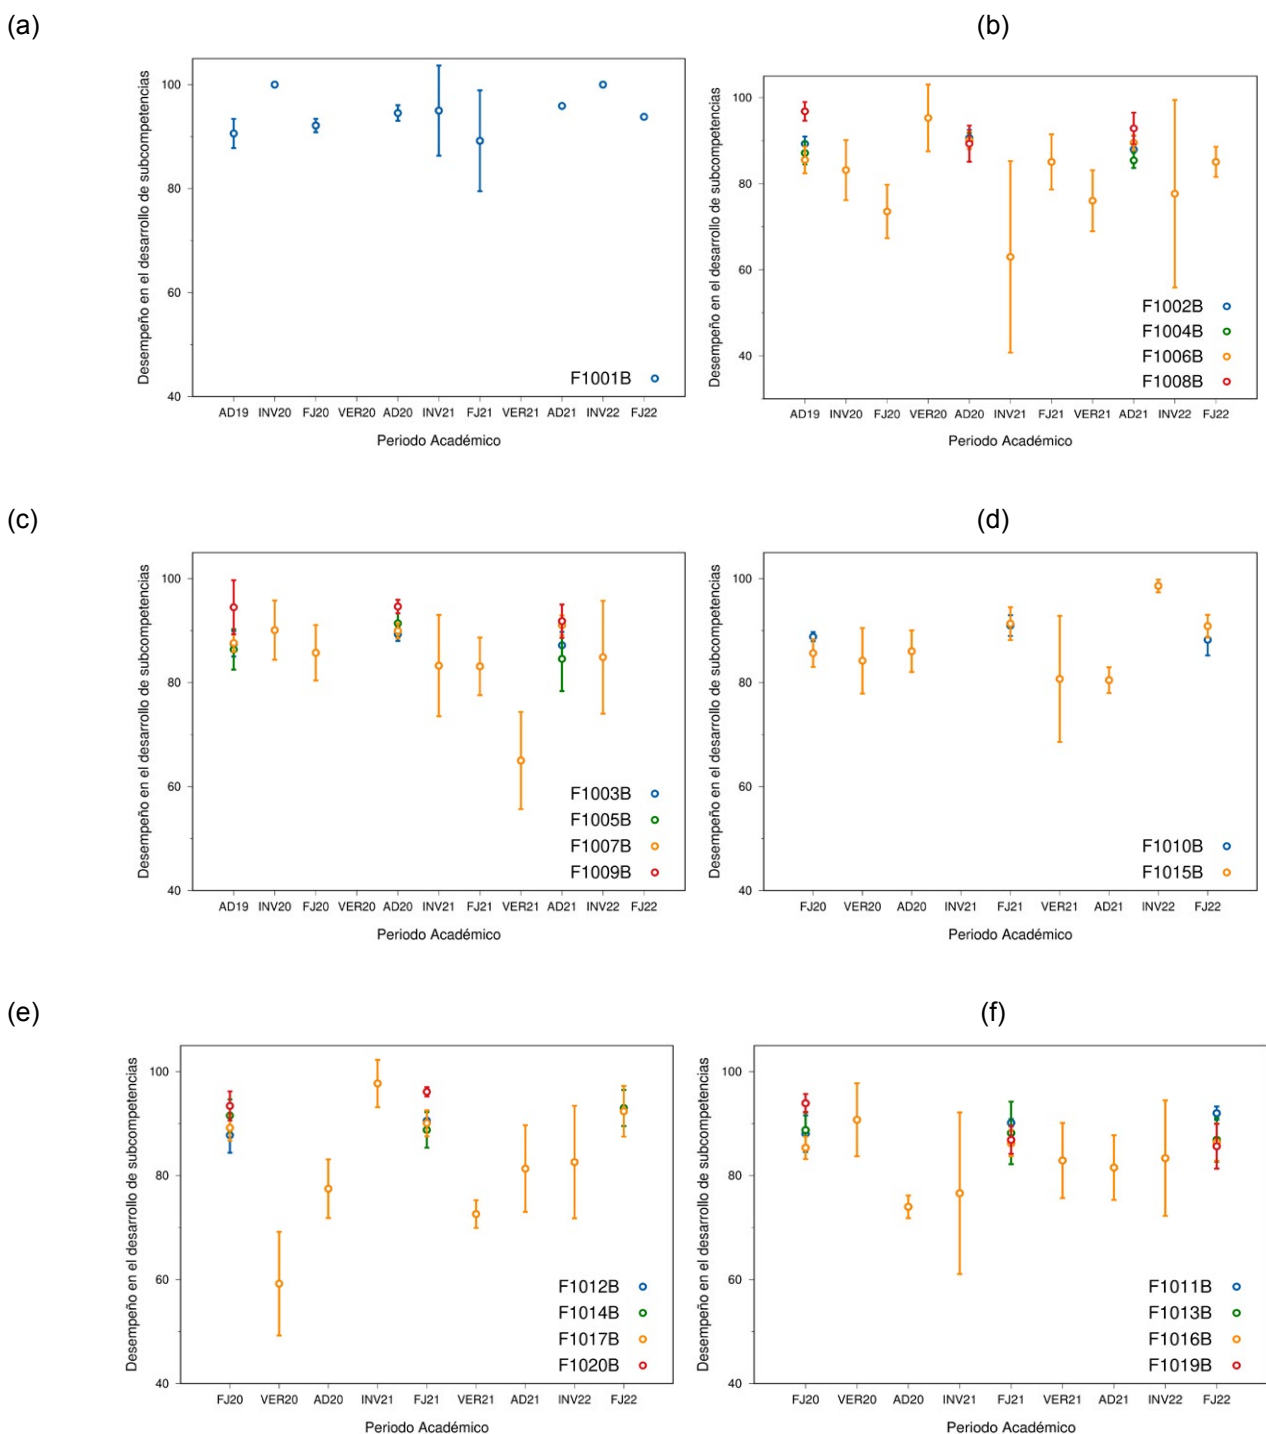 (a)
Desempeño en el desarrollo de subcompetencias
100
80
60
40
F1001B
AD19 INV20 FJ20 VER20 AD20 INV21 FJ21 VER21 AD21 INV22 FJ22
Periodo Académico
(b)
Desempeño en el desarrollo de subcompetencias
100
80
60
40
F1002B
F1004B
F1006B
F1008B
AD19 INV20 FJ20 VER20 AD20 INV21 FJ21 VER21 AD21 INV22 FJ22
Periodo Académico
(c)
Desempeño en el desarrollo de subcompetencias
100
80
60
40
F1003B
F1005B
F1007B
F1009B
AD19 INV20 FJ20 VER20 AD20 INV21 FJ21 VER21 AD21 INV22 FJ22
Periodo Académico
(d)
Desempeño en el desarrollo de subcompetencias
100
80
60
40
F1010B
F1015B
FJ20 VER20 AD20 INV21 FJ21 VER21 AD21 INV22 FJ22
Periodo Académico
(e)
Desempeño en el desarrollo de subcompetencias
100
80
60
40
F1012B
F1014B
F1017B
F1020B
FJ20 VER20 AD20 INV21 FJ21 VER21 AD21 INV22 FJ22
Periodo Académico
(f)
Desempeño en el desarrollo de subcompetencias
100
80
60
40
F1011B
F1013B
F1016B
F1019B
FJ20 VER20 AD20 INV21 FJ21 VER21 AD21 INV22 FJ22
Periodo Académico